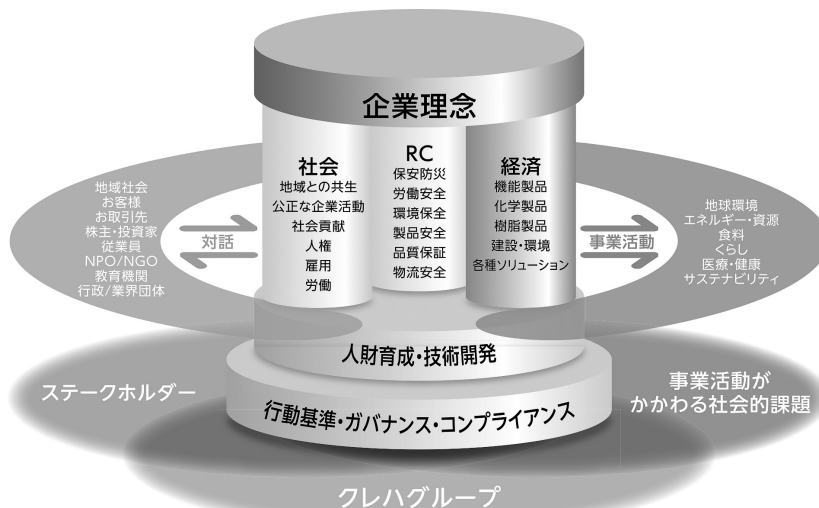 企業理念
社会
地域との共生
公正な企業活動
社会貢献
人権
雇用
労働
RC
保安防災
労働安全
環境保全
製品安全
品質保証
物流安全
経済
機能製品
化学製品
樹脂製品
建設・環境
各種ソリューション
地域社会
お客様
お取引先
株主・投資家
従業員
NPO/NGO
教育機関
行政/業界団体
対話
事業活動
地球環境
エネルギー・資源
食料
くらし
医療・健康
サステナビリティ
人財育成・技術開発
行動基準・ガバナンス・コンプライアンス
ステークホルダー
事業活動が
かかわる社会的課題
クレハグループ